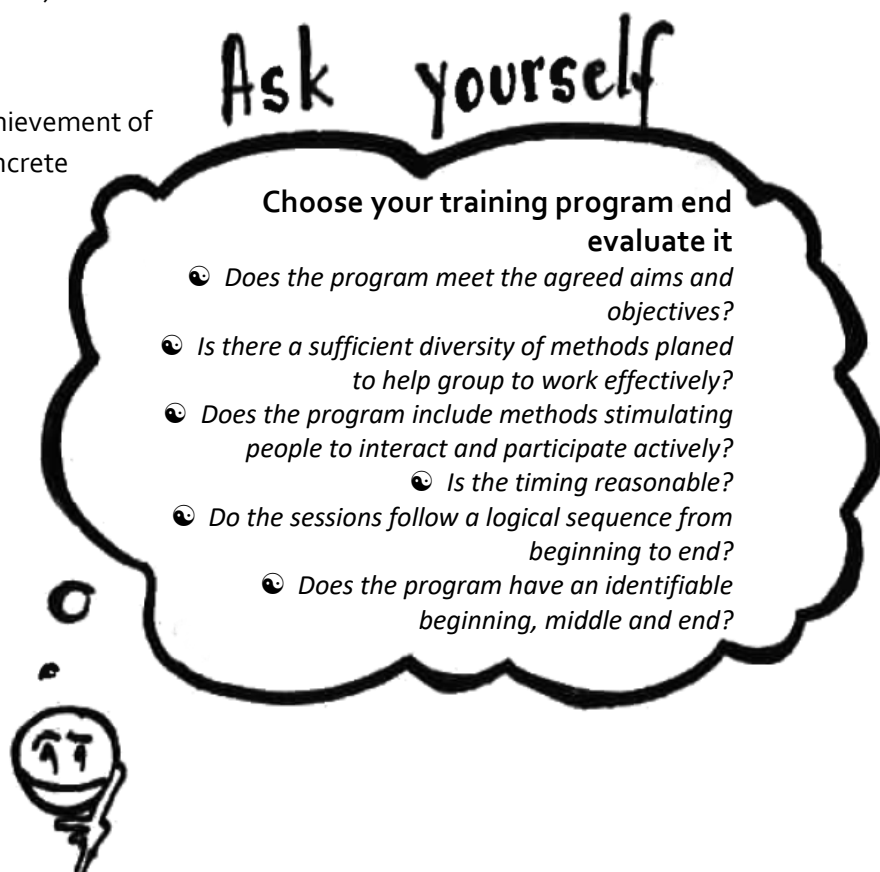 Ask yourself
hievement of
ncrete
Choose your training program end
evaluate it
☯ Does the program meet the agreed aims and
objectives?
☯ Is there a sufficient diversity of methods planed
to help group to work effectively?
☯ Does the program include methods stimulating
people to interact and participate actively?
☯ Is the timing reasonable?
☯ Do the sessions follow a logical sequence from
beginning to end?
☯ Does the program have an identifiable
beginning, middle and end?